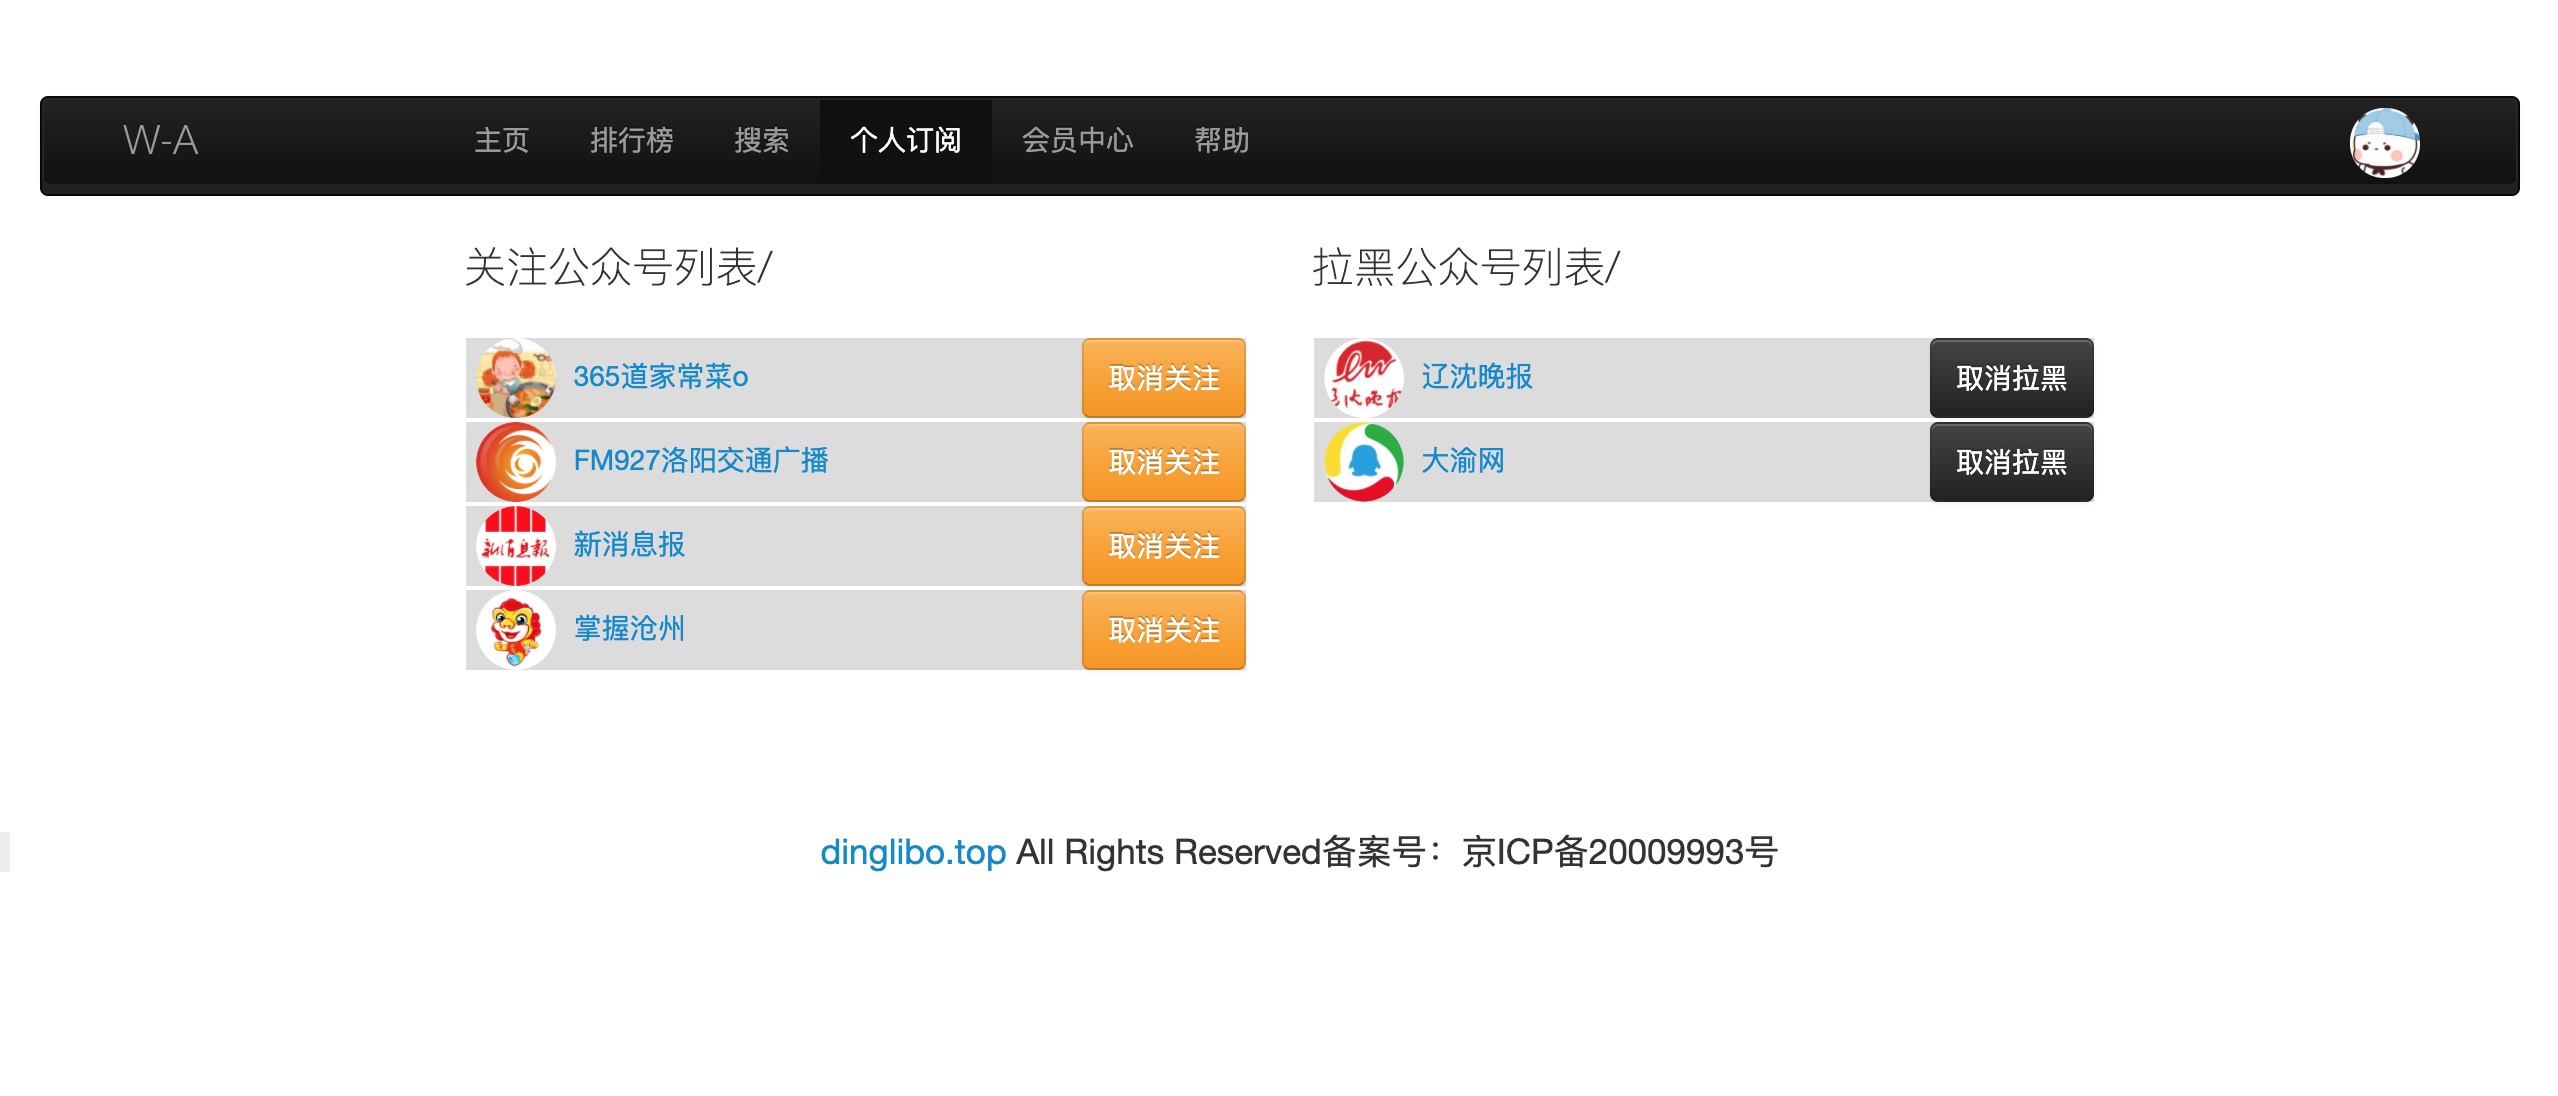 W-A 主页 排行榜 搜索 个人订阅 会员中心 帮助
关注公众号列表/
365道家常菜o 取消关注
FM927洛阳交通广播 取消关注
新消息报 新消息報 取消关注
掌握沧州 取消关注
拉黑公众号列表/
辽沈晚报 取消拉黑
大渝网 取消拉黑
dinglibo.top All Rights Reserved备案号：京ICP备20009993号